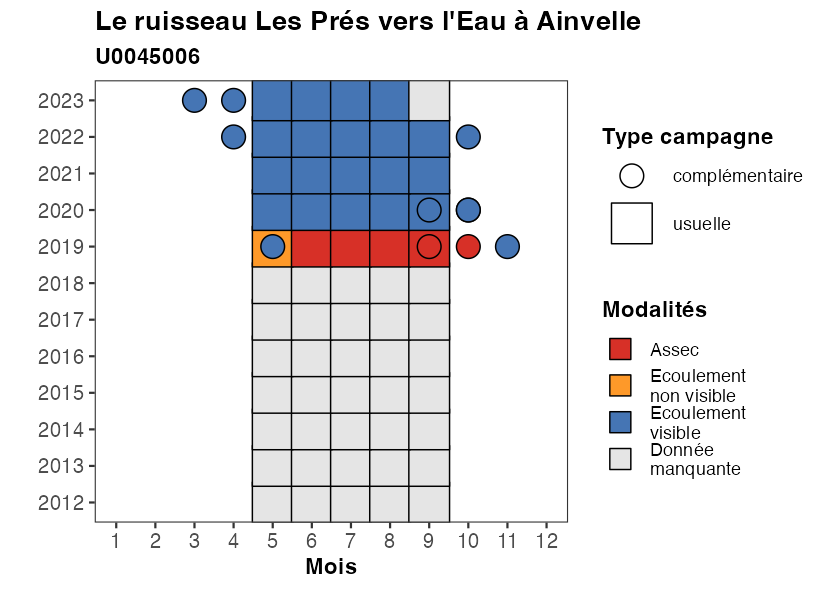 Le ruisseau Les Prés vers l'Eau à Ainvelle
U0045006
2023
2022
2021
2020
2019
2018
2017
2016
2015
2014
2013
2012
1 2 3 4 5 6 7 8 9 10 11 12
Mois
Type campagne
complémentaire
usuelle
Modalités
Assec
Ecoulement
non visible
Ecoulement
visible
Donnée
manquante